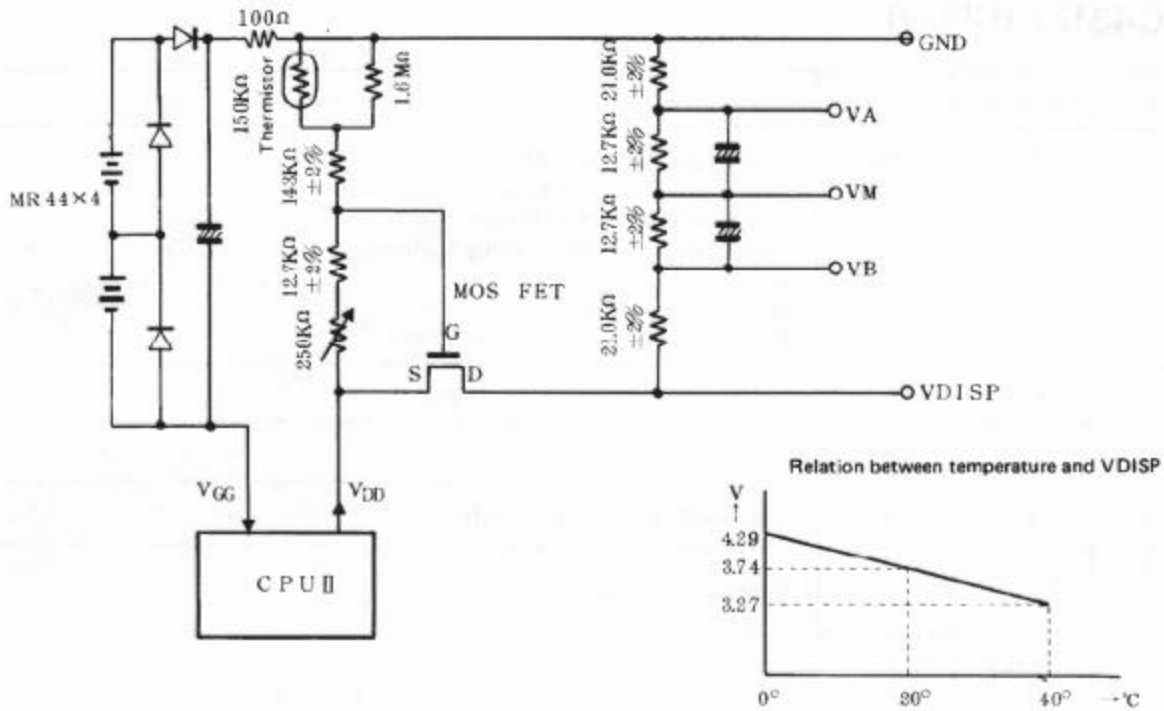 100Ω
GND
150KΩ
Thermistor
1.6MΩ
21.0KΩ
±2%
VA
12.7KΩ
±2%
143KΩ
±2%
MR 44×4
VM
12.7KΩ
±2%
12.7KΩ
±2%
VB
MOS FET
250KΩ
G
21.0KΩ
±2%
S D
VDISP
Relation between temperature and VDISP
VGG
VDD
V
↑
4.29
3.74
3.27
CPUⅡ
0° 20° 40° →℃